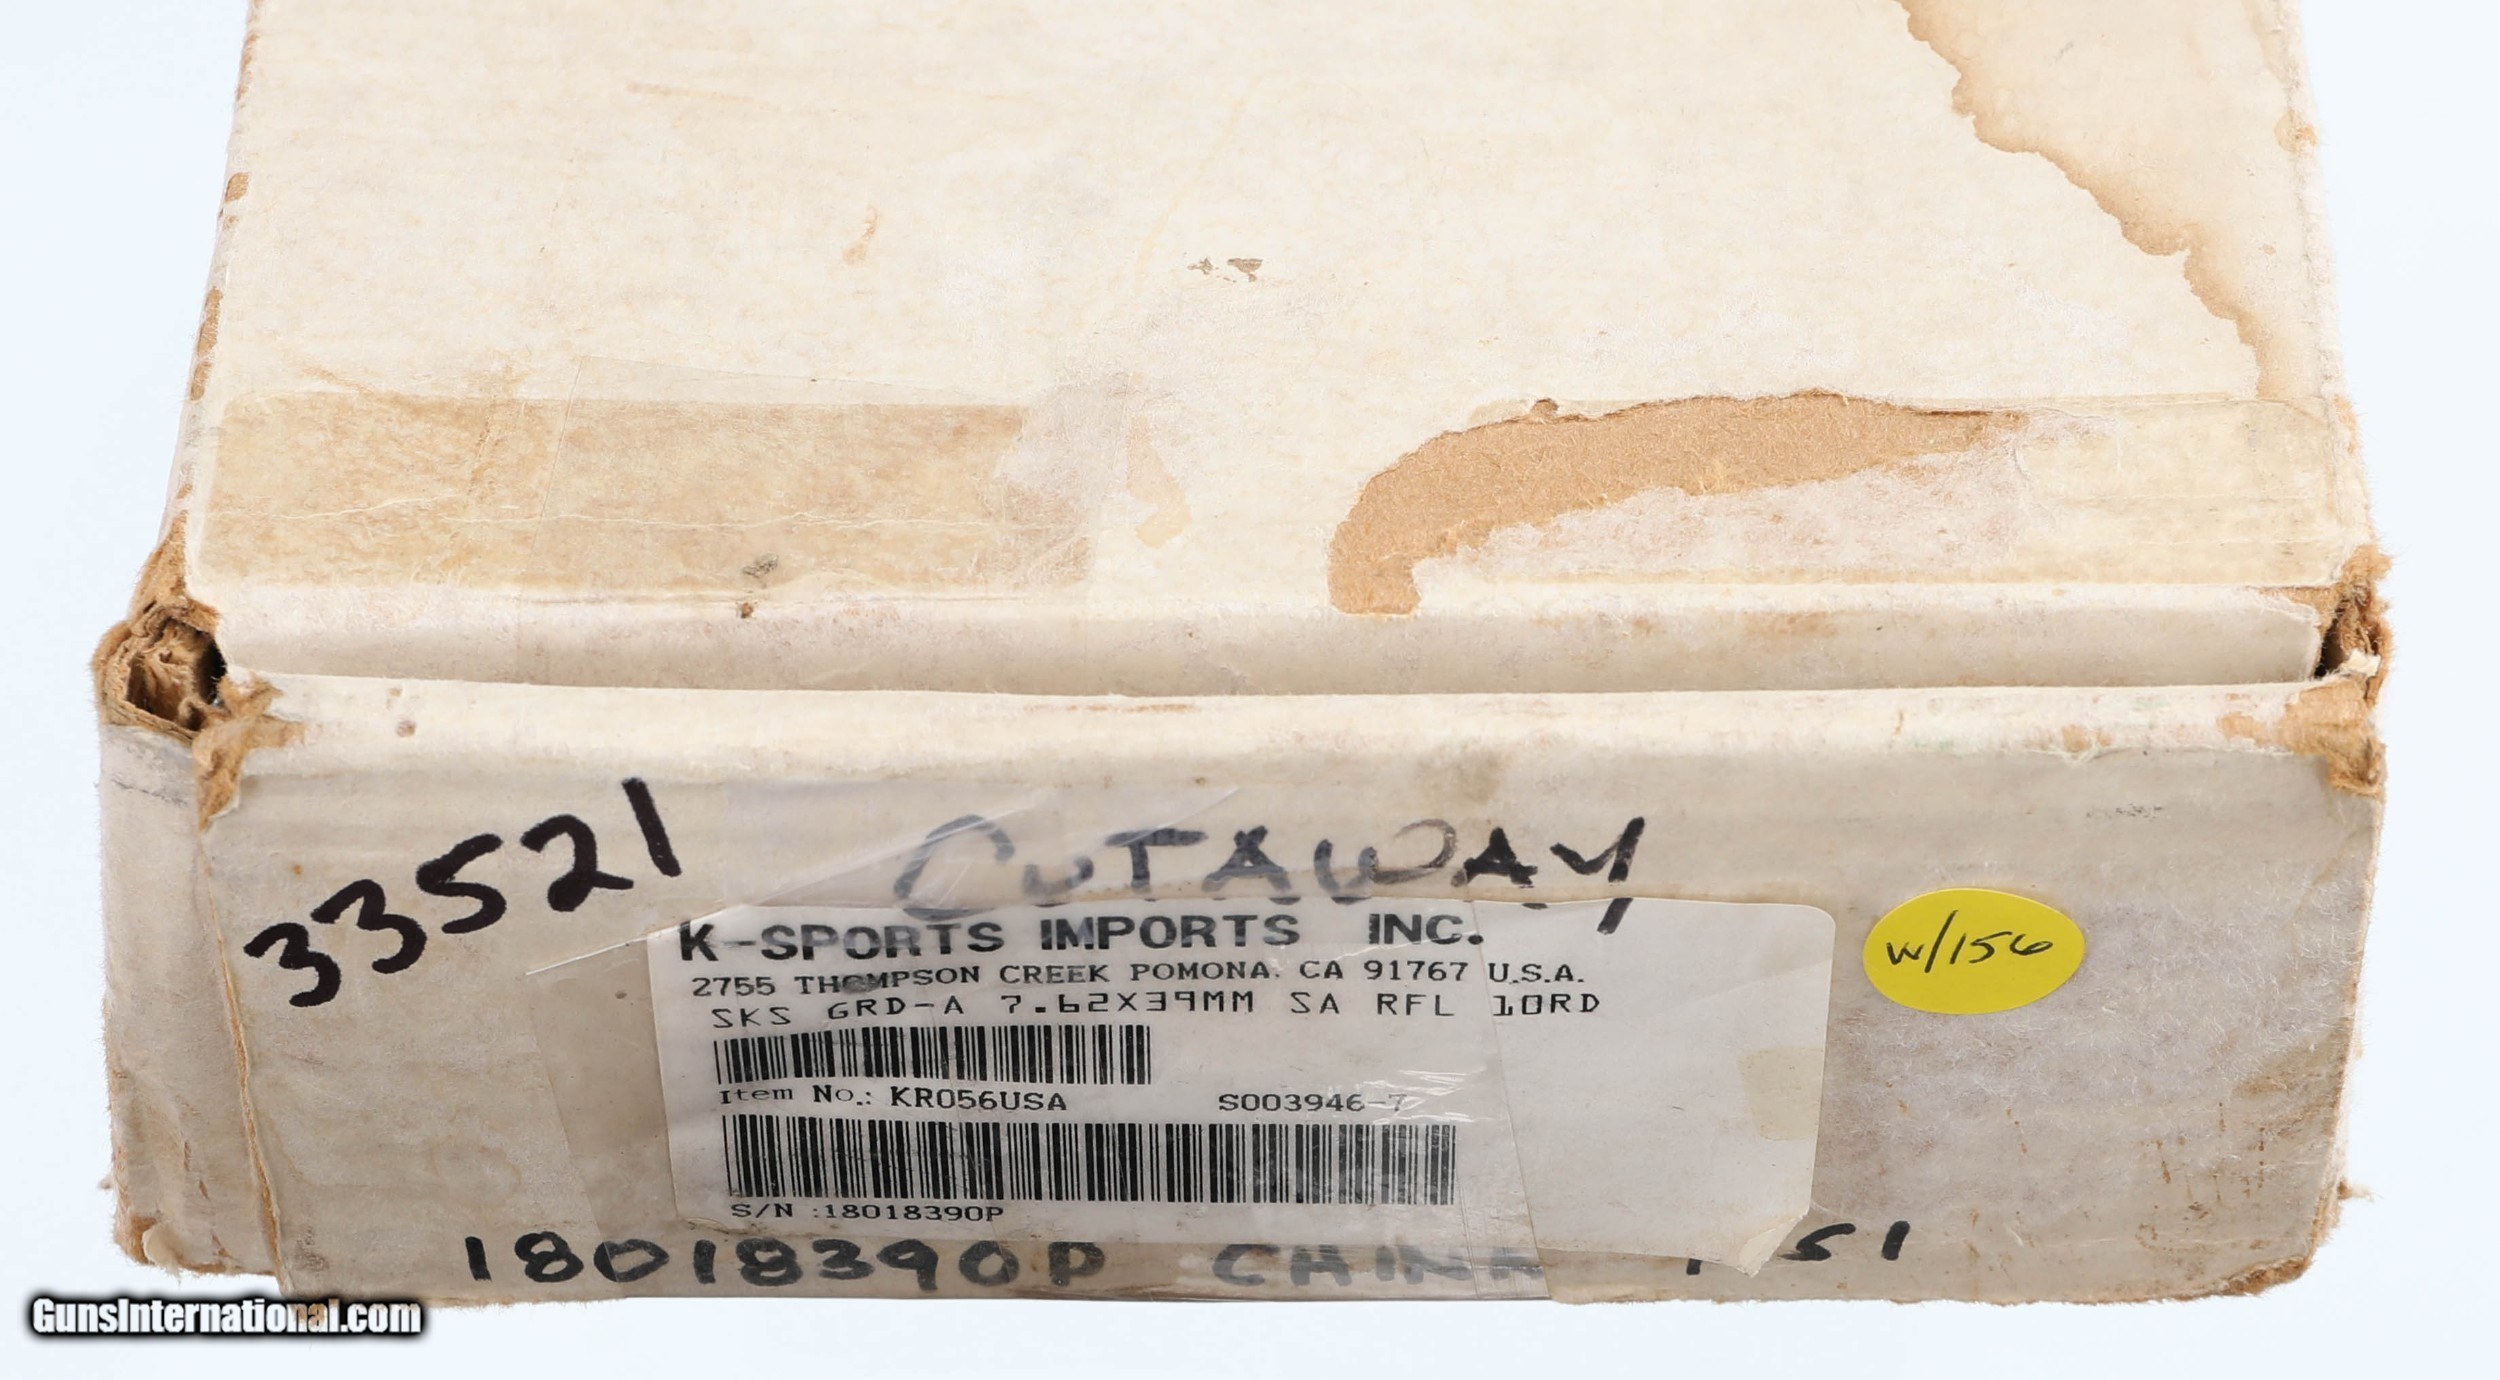 33521
CUTAWAY
K-SPORTS IMPORTS INC.
2755 THOMPSON CREEK POMONA, CA 91767 U.S.A.
SKS GRD-A 7.62X39MM SA RFL 10RD
w/156
Item No.: KR056USA S003946-7
S/N :18018390P
18018390P CHINA
GunsInternational.com